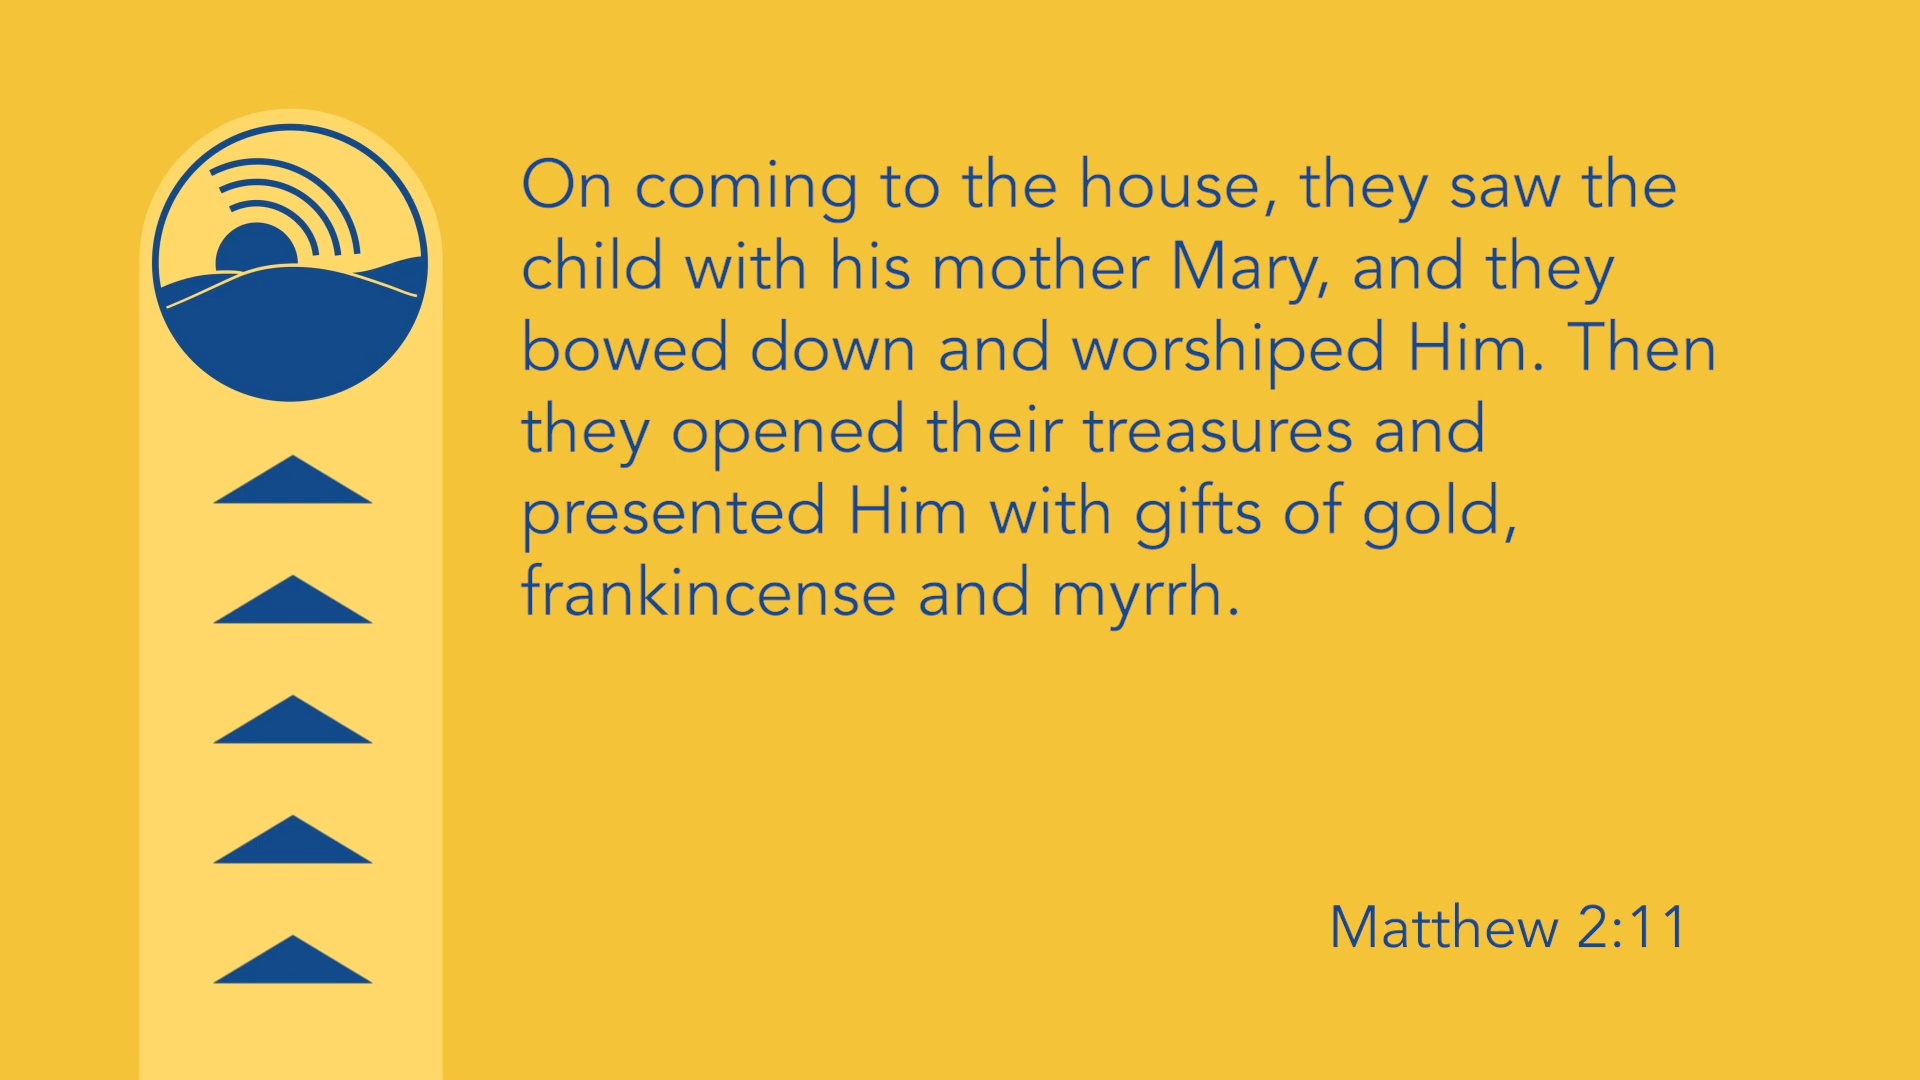 On coming to the house, they saw the
child with his mother Mary, and they
bowed down and worshiped Him. Then
they opened their treasures and
presented Him with gifts of gold,
frankincense and myrrh.
Matthew 2:11